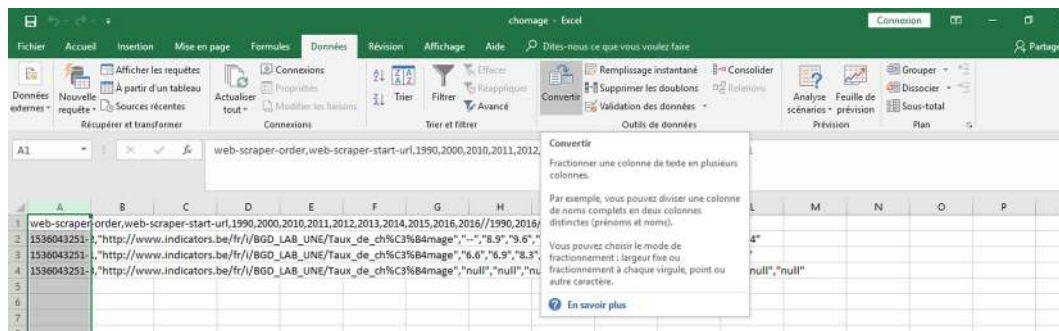 chomage - Excel
Connexion
Fichier Accueil Insertion Mise en page Formules Données Révision Affichage Aide Dites-nous ce que vous voulez faire Partage
Données externes
Nouvelle requête
Afficher les requêtes
À partir d'un tableau
Sources récentes
Récupérer et transformer
Actualiser tout
Connexions
Propriétés
Modifier les liaisons
Connexions
Trier
Filtrer
Effacer
Réappliquer
Avancé
Trier et filtrer
Convertir
Remplissage instantané
Supprimer les doublons
Validation des données
Consolider
Relations
Outils de données
Analyse scénarios
Feuille de prévision
Prévision
Grouper
Dissocier
Sous-total
Plan
A1
fx
web-scraper-order,web-scraper-start-url,1990,2000,2010,2011,2012,
Convertir
Fractionner une colonne de texte en plusieurs
colonnes.
Par exemple, vous pouvez diviser une colonne
de noms complets en deux colonnes
distinctes (prénoms et noms).
Vous pouvez choisir le mode de
fractionnement : largeur fixe ou
fractionnement à chaque virgule, point ou
autre caractère.
En savoir plus
A B C D E F G H L M N O P
1 web-scraper-order,web-scraper-start-url,1990,2000,2010,2011,2012,2013,2014,2015,2016,2016//1990,2016/
2 1536043251-2,"http://www.indicators.be/fr/i/BGD_LAB_UNE/Taux_de_ch%C3%B4mage","--","8.9","9.6","
3 1536043251-1,"http://www.indicators.be/fr/i/BGD_LAB_UNE/Taux_de_ch%C3%B4mage","6.6","6.9","8.3",
4 1536043251-3,"http://www.indicators.be/fr/i/BGD_LAB_UNE/Taux_de_ch%C3%B4mage","null","null","nu null","null"
5
6
7